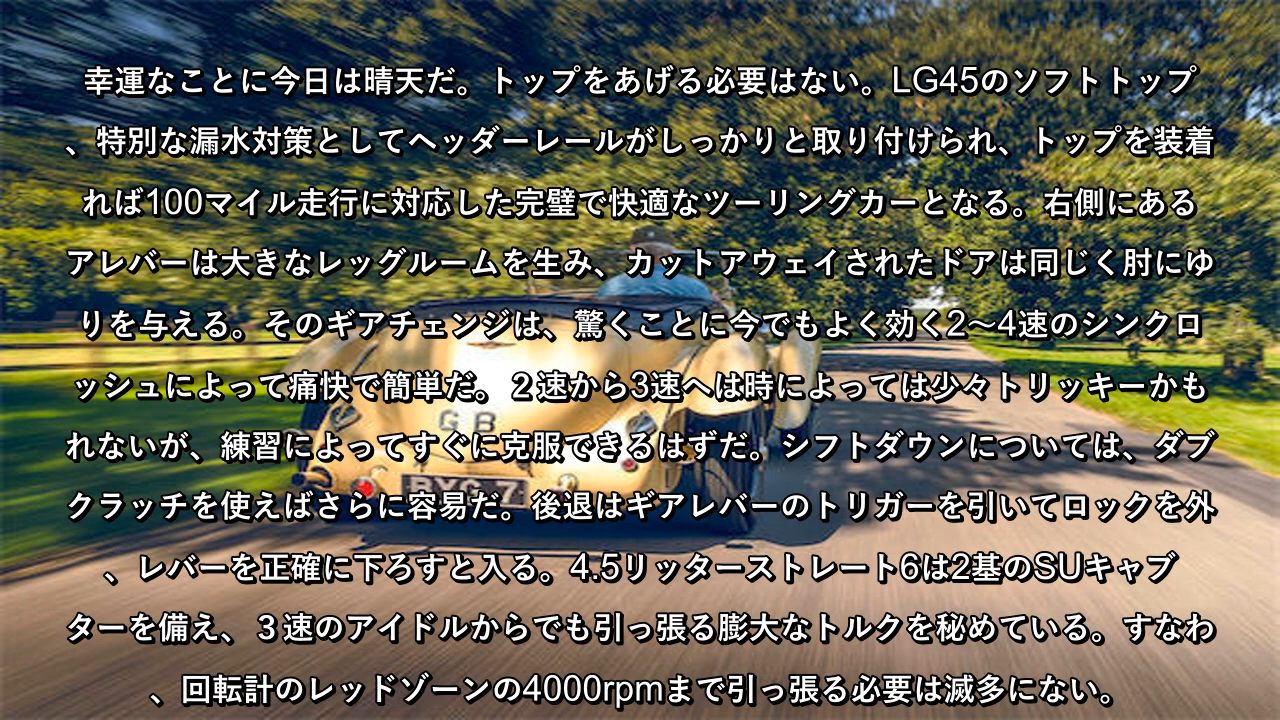 幸運なことに今日は晴天だ。トップをあげる必要はない。LG45のソフトトップ
、特別な漏水対策としてヘッダーレールがしっかりと取り付けられ、トップを装着
れば100マイル走行に対応した完璧で快適なツーリングカーとなる。右側にある
アレバーは大きなレッグルームを生み、カットアウェイされたドアは同じく肘にゆ
りを与える。そのギアチェンジは、驚くことに今でもよく効く2〜4速のシンクロ
ッシュによって痛快で簡単だ。２速から3速へは時によっては少々トリッキーかも
れないが、練習によってすぐに克服できるはずだ。シフトダウンについては、ダブ
クラッチを使えばさらに容易だ。後退はギアレバーのトリガーを引いてロックを外
、レバーを正確に下ろすと入る。4.5リッターストレート6は2基のSUキャブ
ターを備え、３速のアイドルからでも引っ張る膨大なトルクを秘めている。すなわ
、回転計のレッドゾーンの4000rpmまで引っ張る必要は滅多にない。
GB
BXC 7